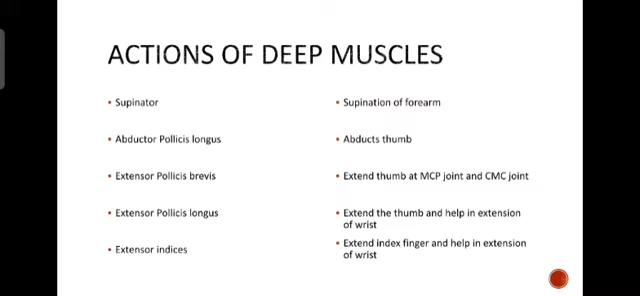 ACTIONS OF DEEP MUSCLES
• Supinator
• Supination of forearm
• Abductor Pollicis longus
• Abducts thumb
• Extensor Pollicis brevis
• Extend thumb at MCP joint and CMC joint
• Extensor Pollicis longus
• Extend the thumb and help in extension
of wrist
• Extensor indices
• Extend index finger and help in extension
of wrist